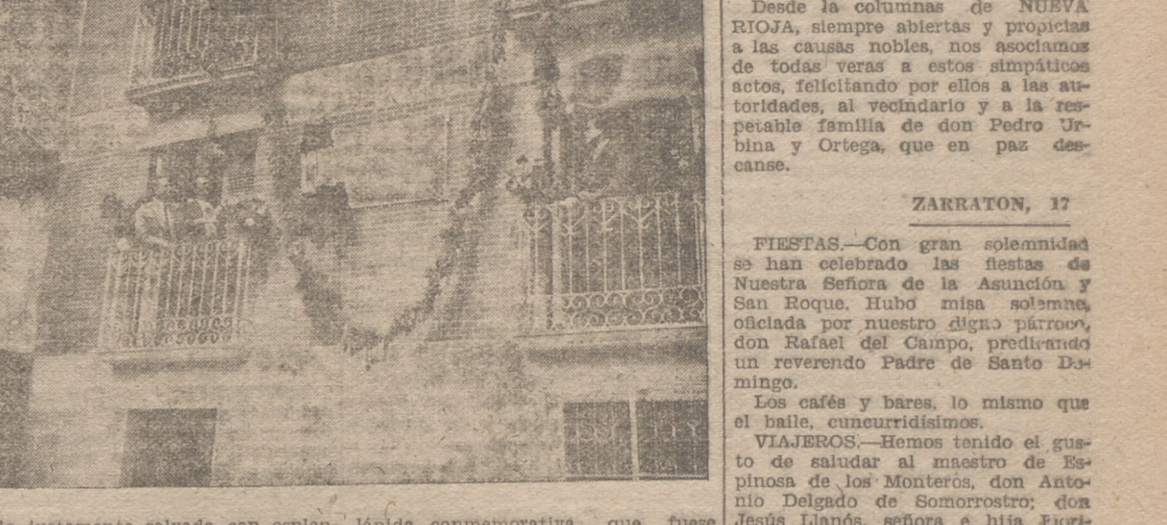 Desde la columnas de NUEVA
RIOJA, siempre abiertas y propicias
a las causas nobles, nos asociamos
de todas veras a estos simpáticos
actos, felicitando por ellos a las au-
toridades, al vecindario y a la res-
petable familia de don Pedro Ur-
bina y Ortega, que en paz des-
canse.
ZARRATON, 17
FIESTAS.—Con gran solemnidad
se han celebrado las fiestas de
Nuestra Señora de la Asunción y
San Roque. Hubo misa solemne,
oficiada por nuestro digno párroco,
don Rafael del Campo, predicando
un reverendo Padre de Santo Do-
mingo.
Los cafés y bares, lo mismo que
el baile, cuncurridísimos.
VIAJEROS.—Hemos tenido el gus-
to de saludar al maestro de Es-
pinosa de los Monteros, don Anto-
nio Delgado de Somorrostro; don
Jesús Llanós, señora e hija
lápida conmemorativa que fuese